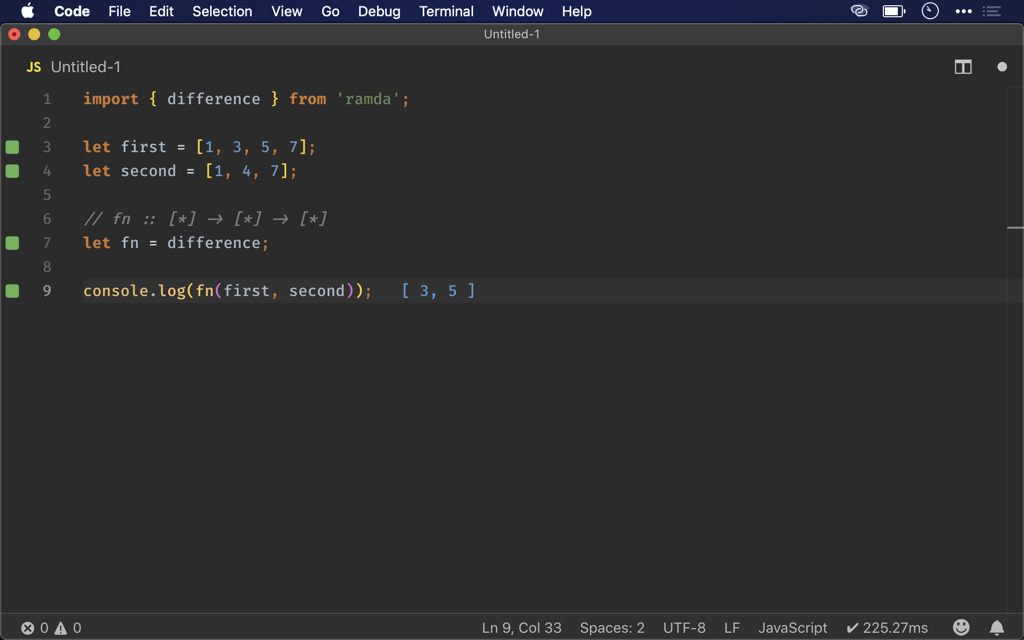 Code File Edit Selection View Go Debug Terminal Window Help
Untitled-1
JS Untitled-1
1 import { difference } from 'ramda';
2
3 let first = [1, 3, 5, 7];
4 let second = [1, 4, 7];
5
6 // fn :: [*] → [*] → [*]
7 let fn = difference;
8
9 console.log(fn(first, second)); [ 3, 5 ]
0 0 Ln 9, Col 33 Spaces: 2 UTF-8 LF JavaScript ✔ 225.27ms